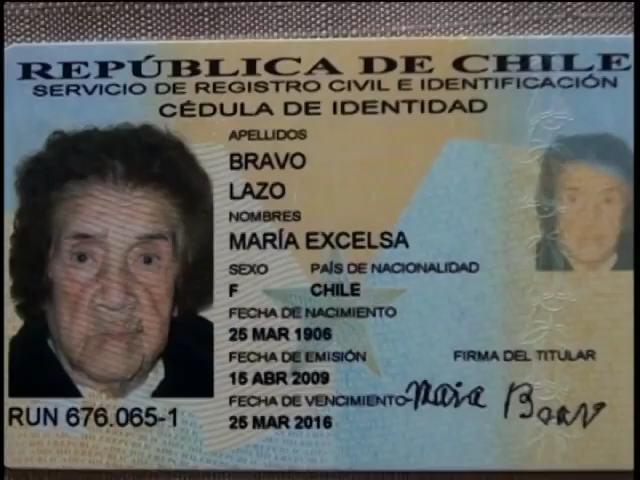 REPÚBLICA DE CHILE
SERVICIO DE REGISTRO CIVIL E IDENTIFICACIÓN
CÉDULA DE IDENTIDAD
APELLIDOS
BRAVO
LAZO
NOMBRES
MARÍA EXCELSA
SEXO PAÍS DE NACIONALIDAD
F CHILE
FECHA DE NACIMIENTO
25 MAR 1906
FECHA DE EMISIÓN FIRMA DEL TITULAR
15 ABR 2009
FECHA DE VENCIMIENTO Maria Bravo
25 MAR 2016
RUN 676.065-1